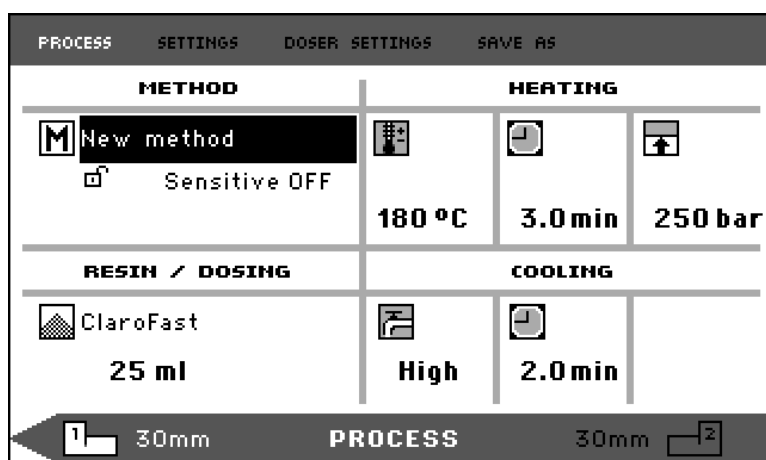 PROCESS SETTINGS DOSER SETTINGS SAVE AS
METHOD HEATING
M New method
Sensitive OFF
180 ºC 3.0 min 250 bar
RESIN / DOSING COOLING
ClaroFast
25 ml High 2.0 min
1 30mm PROCESS 30mm 2